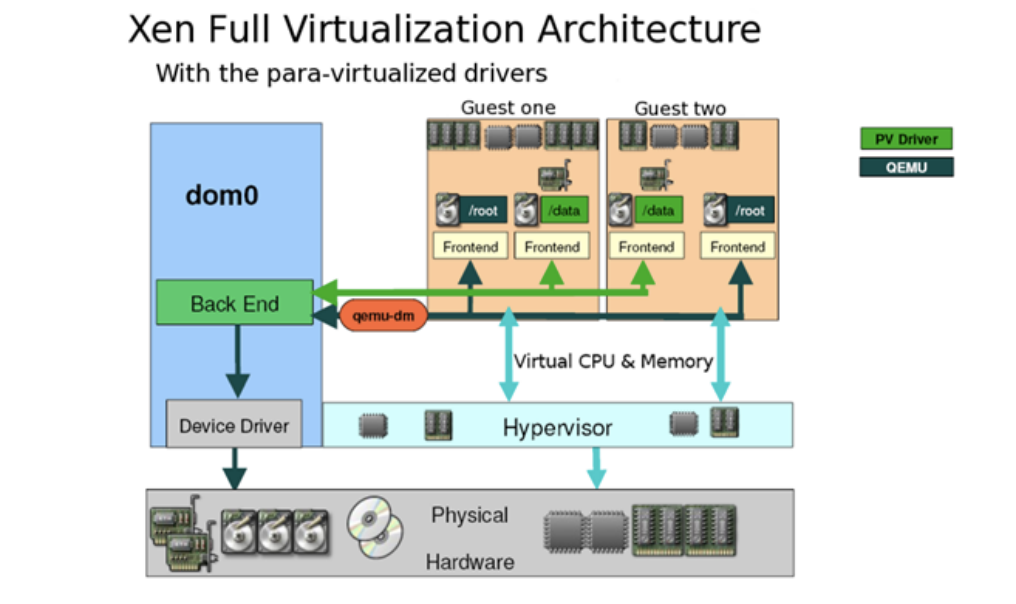 Xen Full Virtualization Architecture
With the para-virtualized drivers
Guest one
Guest two
PV Driver
QEMU
dom0
/root
/data
/data
/root
Frontend
Frontend
Frontend
Frontend
Back End
qemu-dm
Virtual CPU & Memory
Device Driver
Hypervisor
Physical
Hardware